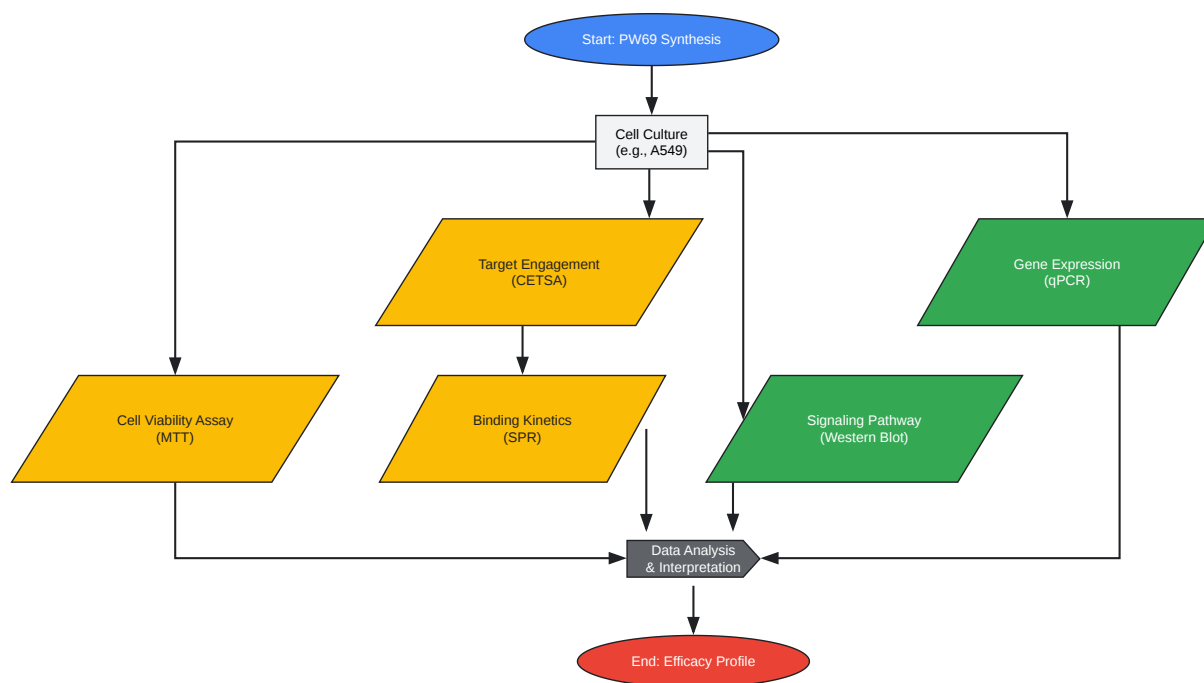 Start: PW69 Synthesis
Cell Culture
(e.g., A549)
Target Engagement
(CETSA)
Gene Expression
(qPCR)
Cell Viability Assay
(MTT)
Binding Kinetics
(SPR)
Signaling Pathway
(Western Blot)
Data Analysis
& Interpretation
End: Efficacy Profile